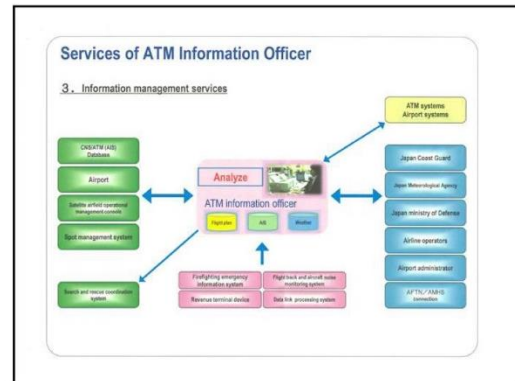 Services of ATM Information Officer
3. Information management services
ATM systems
Airport systems
CNS/ATM (AIS)
Database
Airport
Satellite airfield operational
management console
Spot management system
Search and rescue coordination
system
Analyze
ATM information officer
Flight plan
AIS
Weather
Firefighting emergency
information system
Flight track and aircraft noise
monitoring system
Revenue terminal device
Data link processing system
Japan Coast Guard
Japan Meteorological Agency
Japan ministry of Defense
Airline operators
Airport administrator
AFTN/AMHS
connection